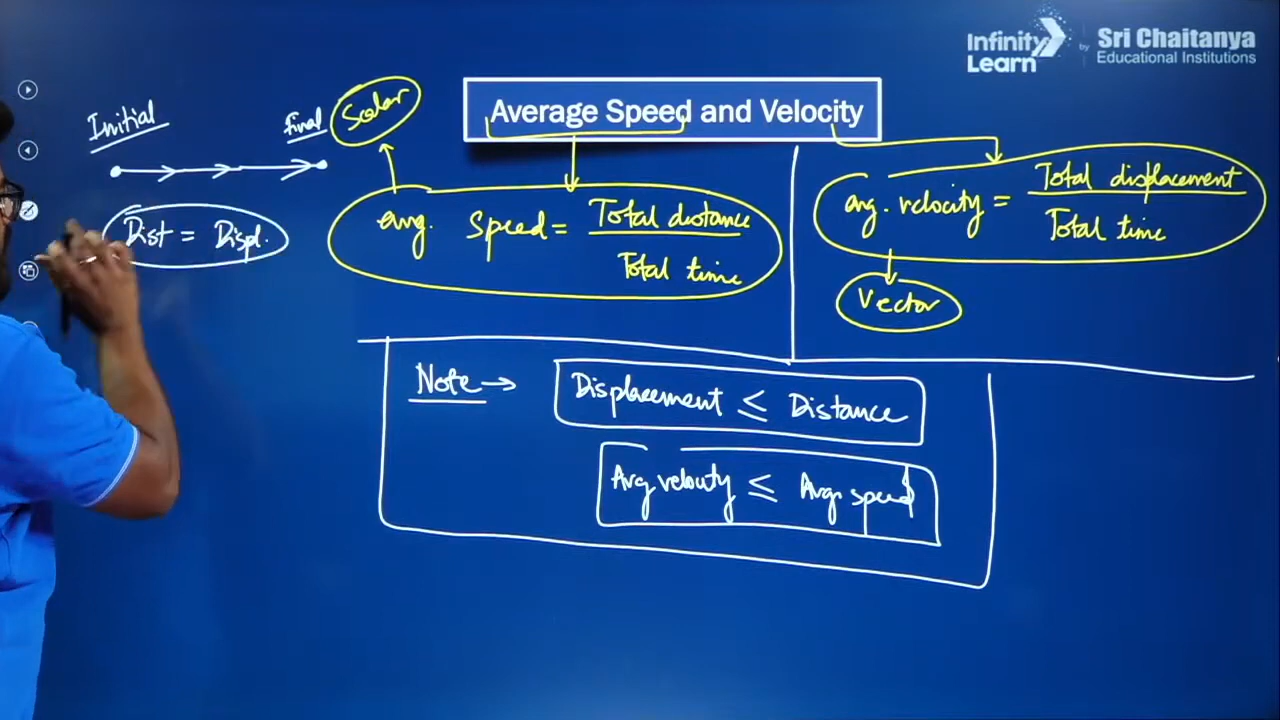 Infinity Learn by Sri Chaitanya Educational Institutions
Average Speed and Velocity
Initial
final
Dist = Displ.
Scalar
avg. Speed = Total distance
Total time
avg. velocity = Total displacement
Total time
Vector
Note → Displacement ≤ Distance
Avg velocity ≤ Avg. speed